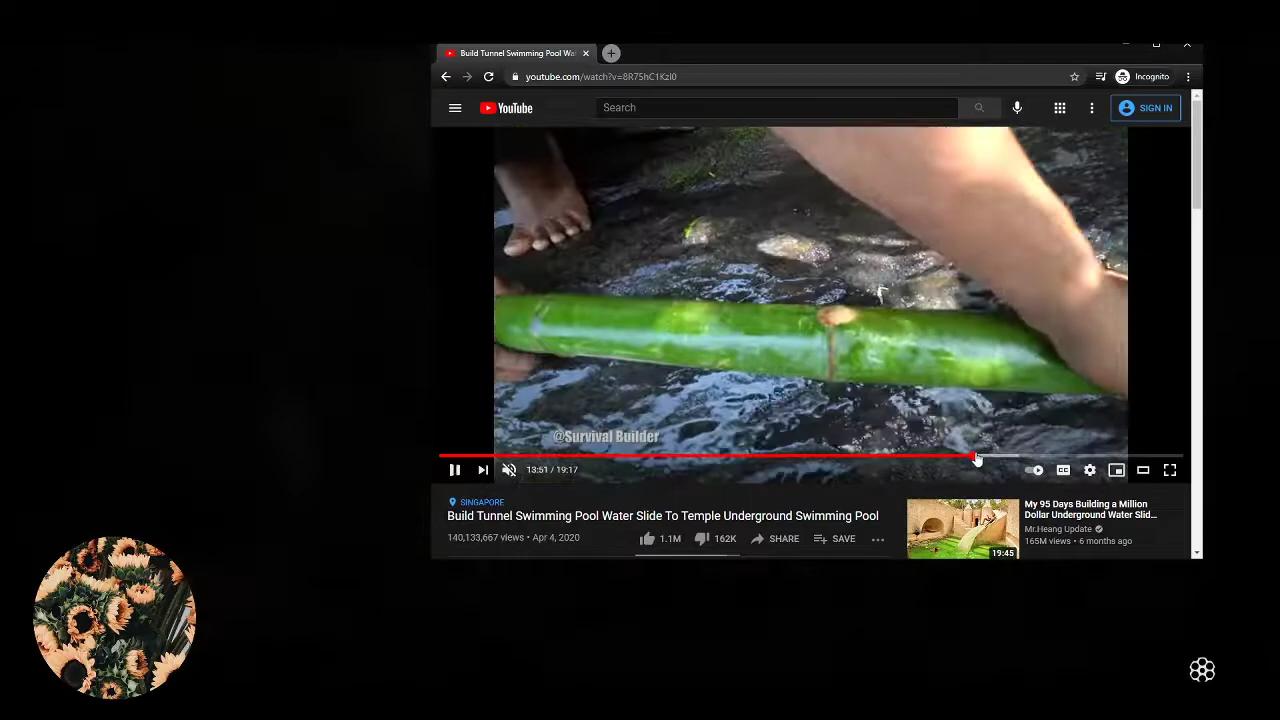 Build Tunnel Swimming Pool Wa
youtube.com/watch?v=8R75hC1KzI0
Incognito
YouTube
Search
SIGN IN
@Survival Builder
13:51 / 19:17
CC
SINGAPORE
Build Tunnel Swimming Pool Water Slide To Temple Underground Swimming Pool
140,133,667 views • Apr 4, 2020
1.1M
162K
SHARE
SAVE
My 95 Days Building a Million
Dollar Underground Water Slid...
Mr.Heang Update
165M views • 6 months ago
19:45